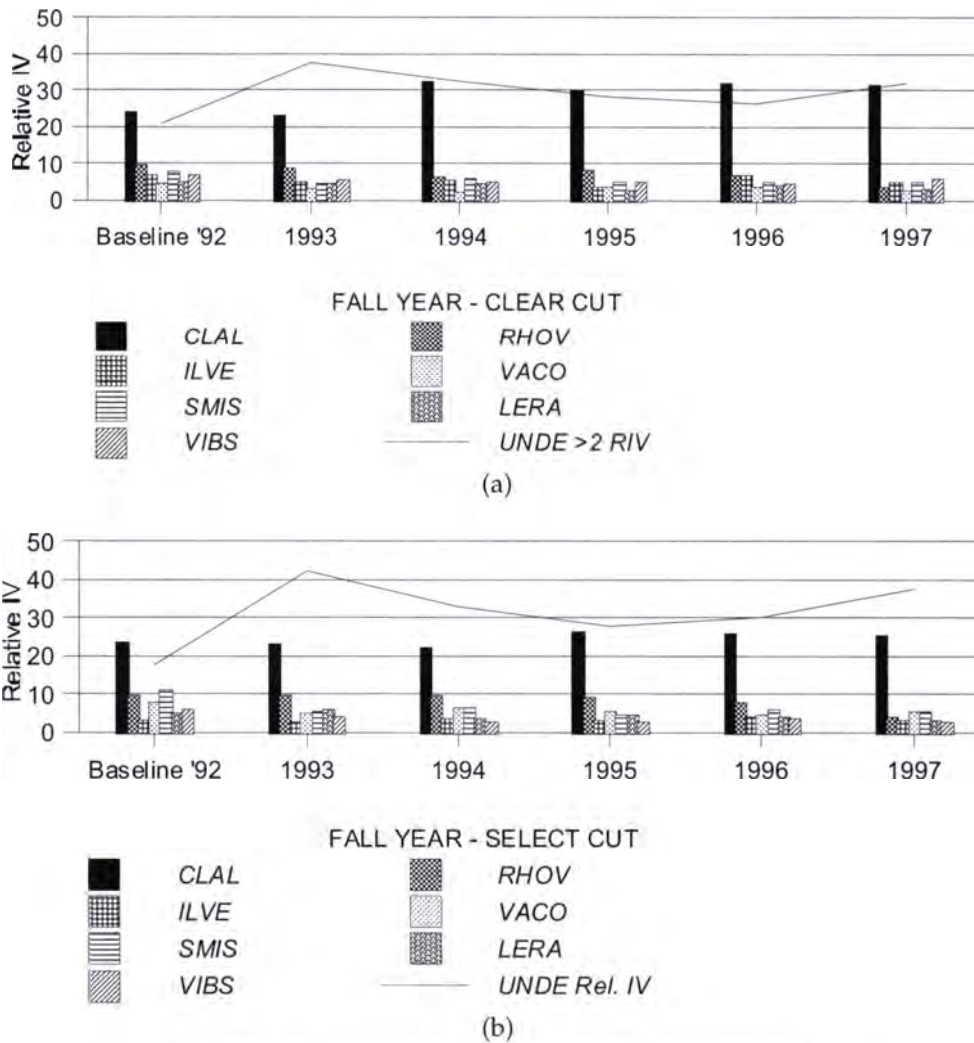 50
40
30
20
10
0
Relative IV
Baseline '92 1993 1994 1995 1996 1997
FALL YEAR - CLEAR CUT
CLAL RHOV
ILVE VACO
SMIS LERA
VIBS UNDE >2 RIV
(a)
50
40
30
20
10
0
Relative IV
Baseline '92 1993 1994 1995 1996 1997
FALL YEAR - SELECT CUT
CLAL RHOV
ILVE VACO
SMIS LERA
VIBS UNDE Rel. IV
(b)